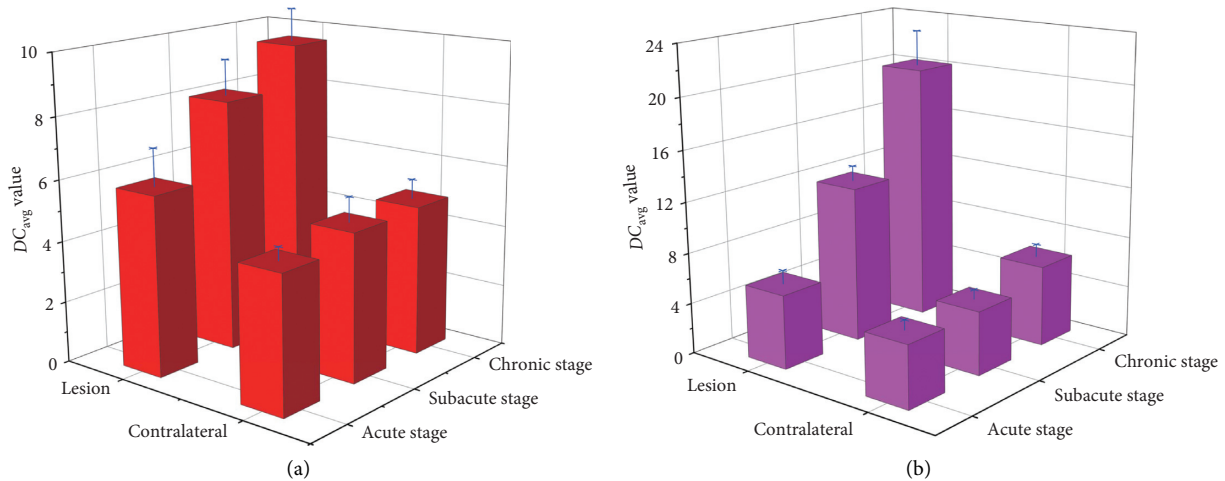 10
8
6
4
2
0
DCavg value
Lesion
Contralateral
Acute stage
Subacute stage
Chronic stage
(a)
24
20
16
12
8
4
0
DCavg value
Lesion
Contralateral
Acute stage
Subacute stage
Chronic stage
(b)